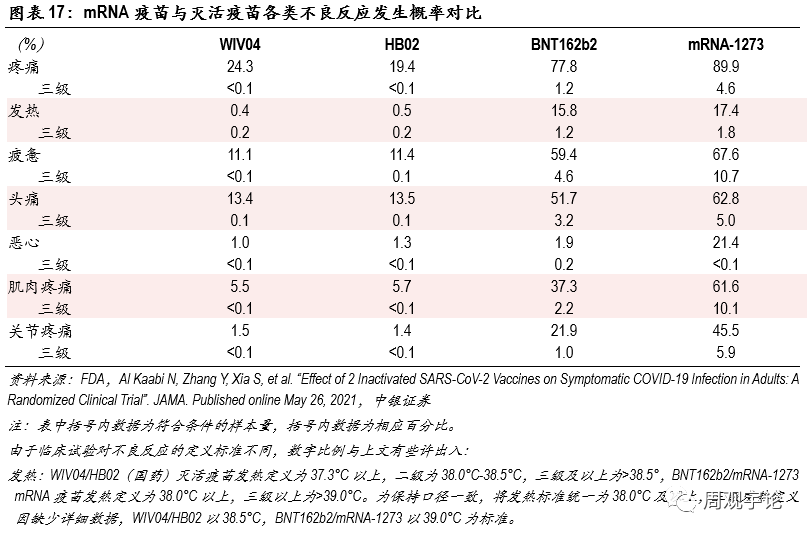 图表 17：mRNA 疫苗与灭活疫苗各类不良反应发生概率对比
（%） WIV04 HB02 BNT162b2 mRNA-1273
疼痛 24.3 19.4 77.8 89.9
三级 <0.1 <0.1 1.2 4.6
发热 0.4 0.5 15.8 17.4
三级 0.2 0.2 1.2 1.8
疲惫 11.1 11.4 59.4 67.6
三级 <0.1 0.1 4.6 10.7
头痛 13.4 13.5 51.7 62.8
三级 0.1 0.1 3.2 5.0
恶心 1.0 1.3 1.9 21.4
三级 <0.1 <0.1 0.2 <0.1
肌肉疼痛 5.5 5.7 37.3 61.6
三级 <0.1 <0.1 2.2 10.1
关节疼痛 1.5 1.4 21.9 45.5
三级 <0.1 <0.1 1.0 5.9
资料来源：FDA，Al Kaabi N, Zhang Y, Xia S, et al. “Effect of 2 Inactivated SARS-CoV-2 Vaccines on Symptomatic COVID-19 Infection in Adults: A
Randomized Clinical Trial”. JAMA. Published online May 26, 2021，中银证券
注：表中括号内数据为符合条件的样本量，括号内数据为相应百分比。
由于临床试验对不良反应的定义标准不同，数字比例与上文有些许出入：
发热：WIV04/HB02（国药）灭活疫苗发热定义为 37.3°C 以上，二级为 38.0°C-38.5°C，三级及以上为>38.5°，BNT162b2/mRNA-1273
mRNA 疫苗发热定义为 38.0°C 以上，三级以上为>39.0°C。为保持口径一致，将发热标准统一为 38.0°C 及 上，
因缺少详细数据，WIV04/HB02 以 38.5°C，BNT162b2/mRNA-1273 以 39.0°C 为标准。
周观宇论